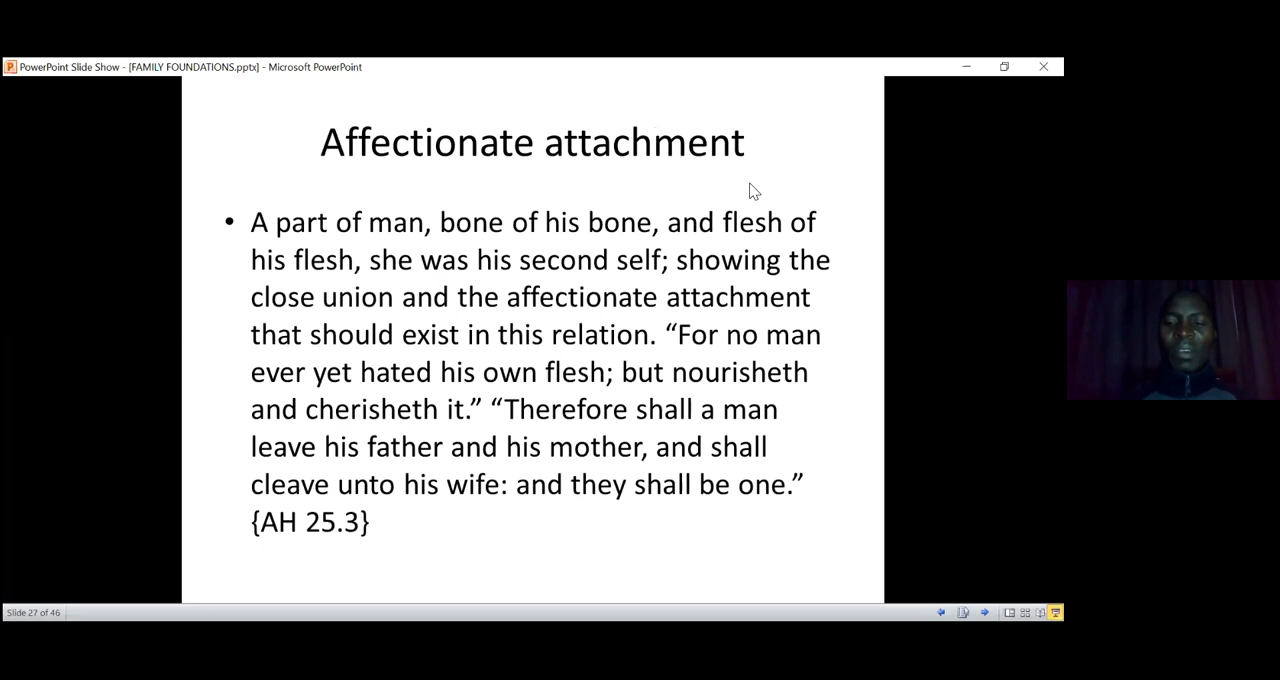 PowerPoint Slide Show - [FAMILY FOUNDATIONS.pptx] - Microsoft PowerPoint
Affectionate attachment
• A part of man, bone of his bone, and flesh of
his flesh, she was his second self; showing the
close union and the affectionate attachment
that should exist in this relation. “For no man
ever yet hated his own flesh; but nourisheth
and cherisheth it.” “Therefore shall a man
leave his father and his mother, and shall
cleave unto his wife: and they shall be one.”
{AH 25.3}
Slide 27 of 46